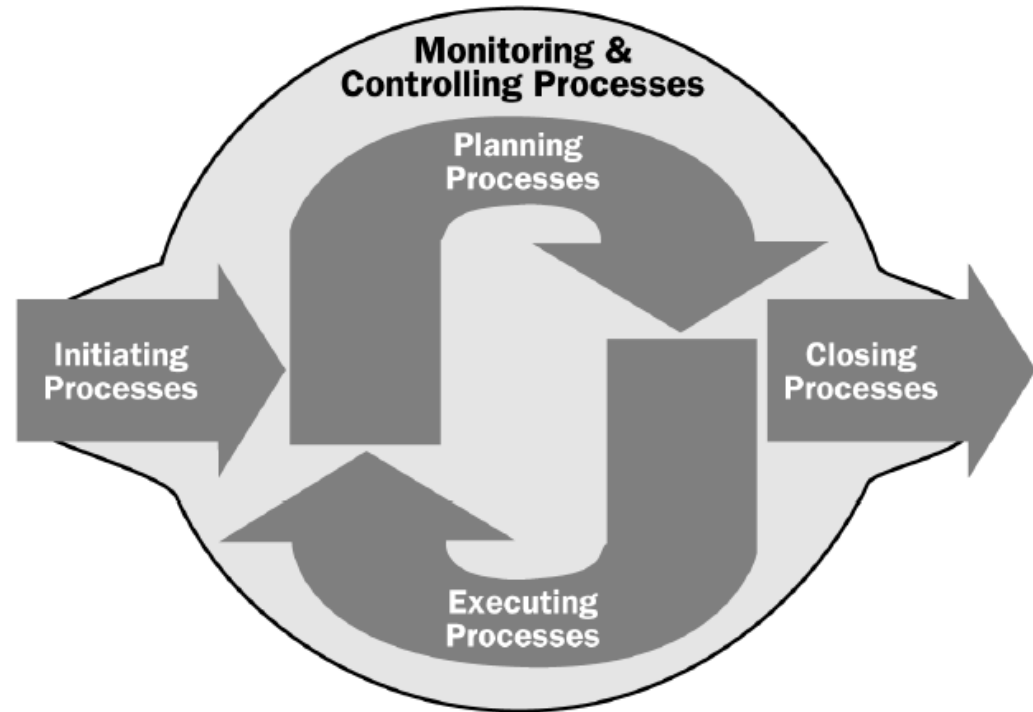 Monitoring &
Controlling Processes
Planning
Processes
Initiating
Processes
Closing
Processes
Executing
Processes